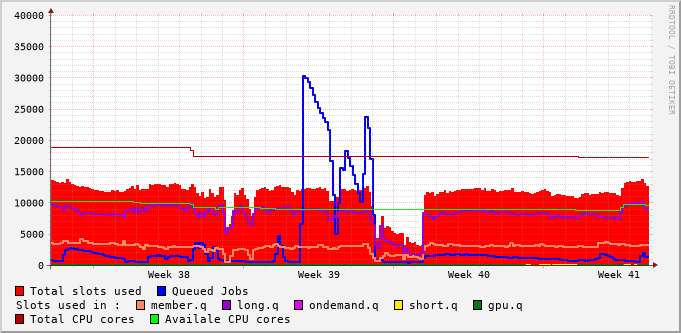 40000
35000
30000
25000
20000
15000
10000
5000
0
Week 38 Week 39 Week 40 Week 41
RRDTOOL / TOBI OETIKER
Total slots used Queued Jobs
Slots used in : member.q long.q ondemand.q short.q gpu.q
Total CPU cores Availale CPU cores